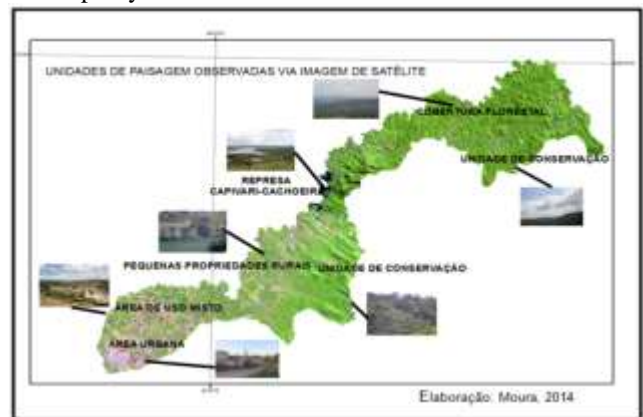 UNIDADES DE PAISAGEM OBSERVADAS VIA IMAGEM DE SATÉLITE
COBERTURA FLORESTAL
UNIDADE DE CONSERVAÇÃO
REPRESA
CAPIVARI-CACHOEIRA
PEQUENAS PROPRIEDADES RURAIS
UNIDADE DE CONSERVAÇÃO
ÁREA DE USO MISTO
ÁREA URBANA
Elaboração: Moura, 2014